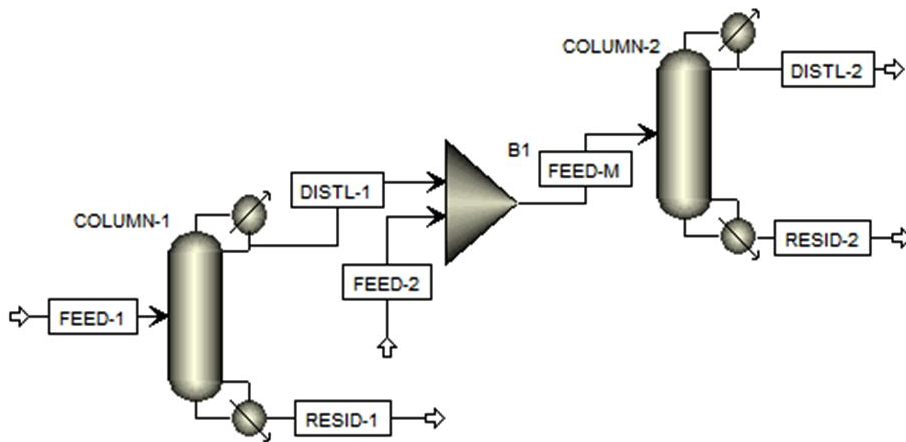 COLUMN-2
DISTL-2
B1
FEED-M
DISTL-1
COLUMN-1
RESID-2
FEED-2
FEED-1
RESID-1